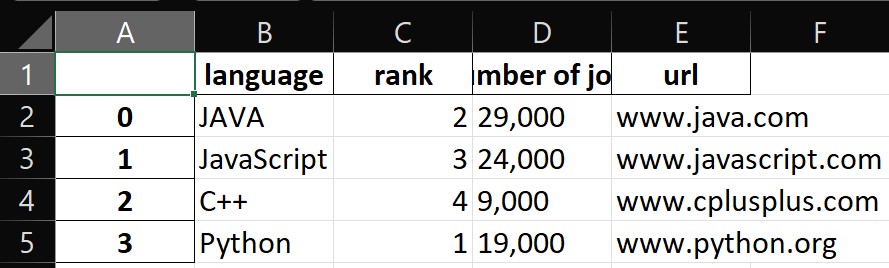 A B C D E F
1 language rank umber of jo url
2 0 JAVA 2 29,000 www.java.com
3 1 JavaScript 3 24,000 www.javascript.com
4 2 C++ 4 9,000 www.cplusplus.com
5 3 Python 1 19,000 www.python.org